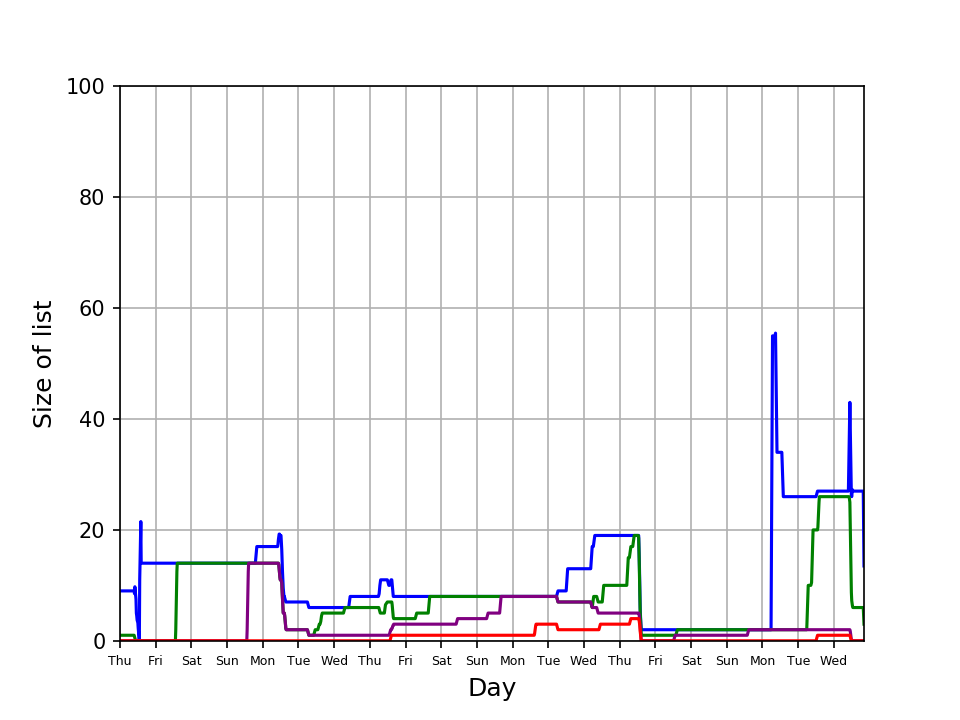 100
80
60
40
20
0
Size of list
Thu Fri Sat Sun Mon Tue Wed Thu Fri Sat Sun Mon Tue Wed Thu Fri Sat Sun Mon Tue Wed
Day